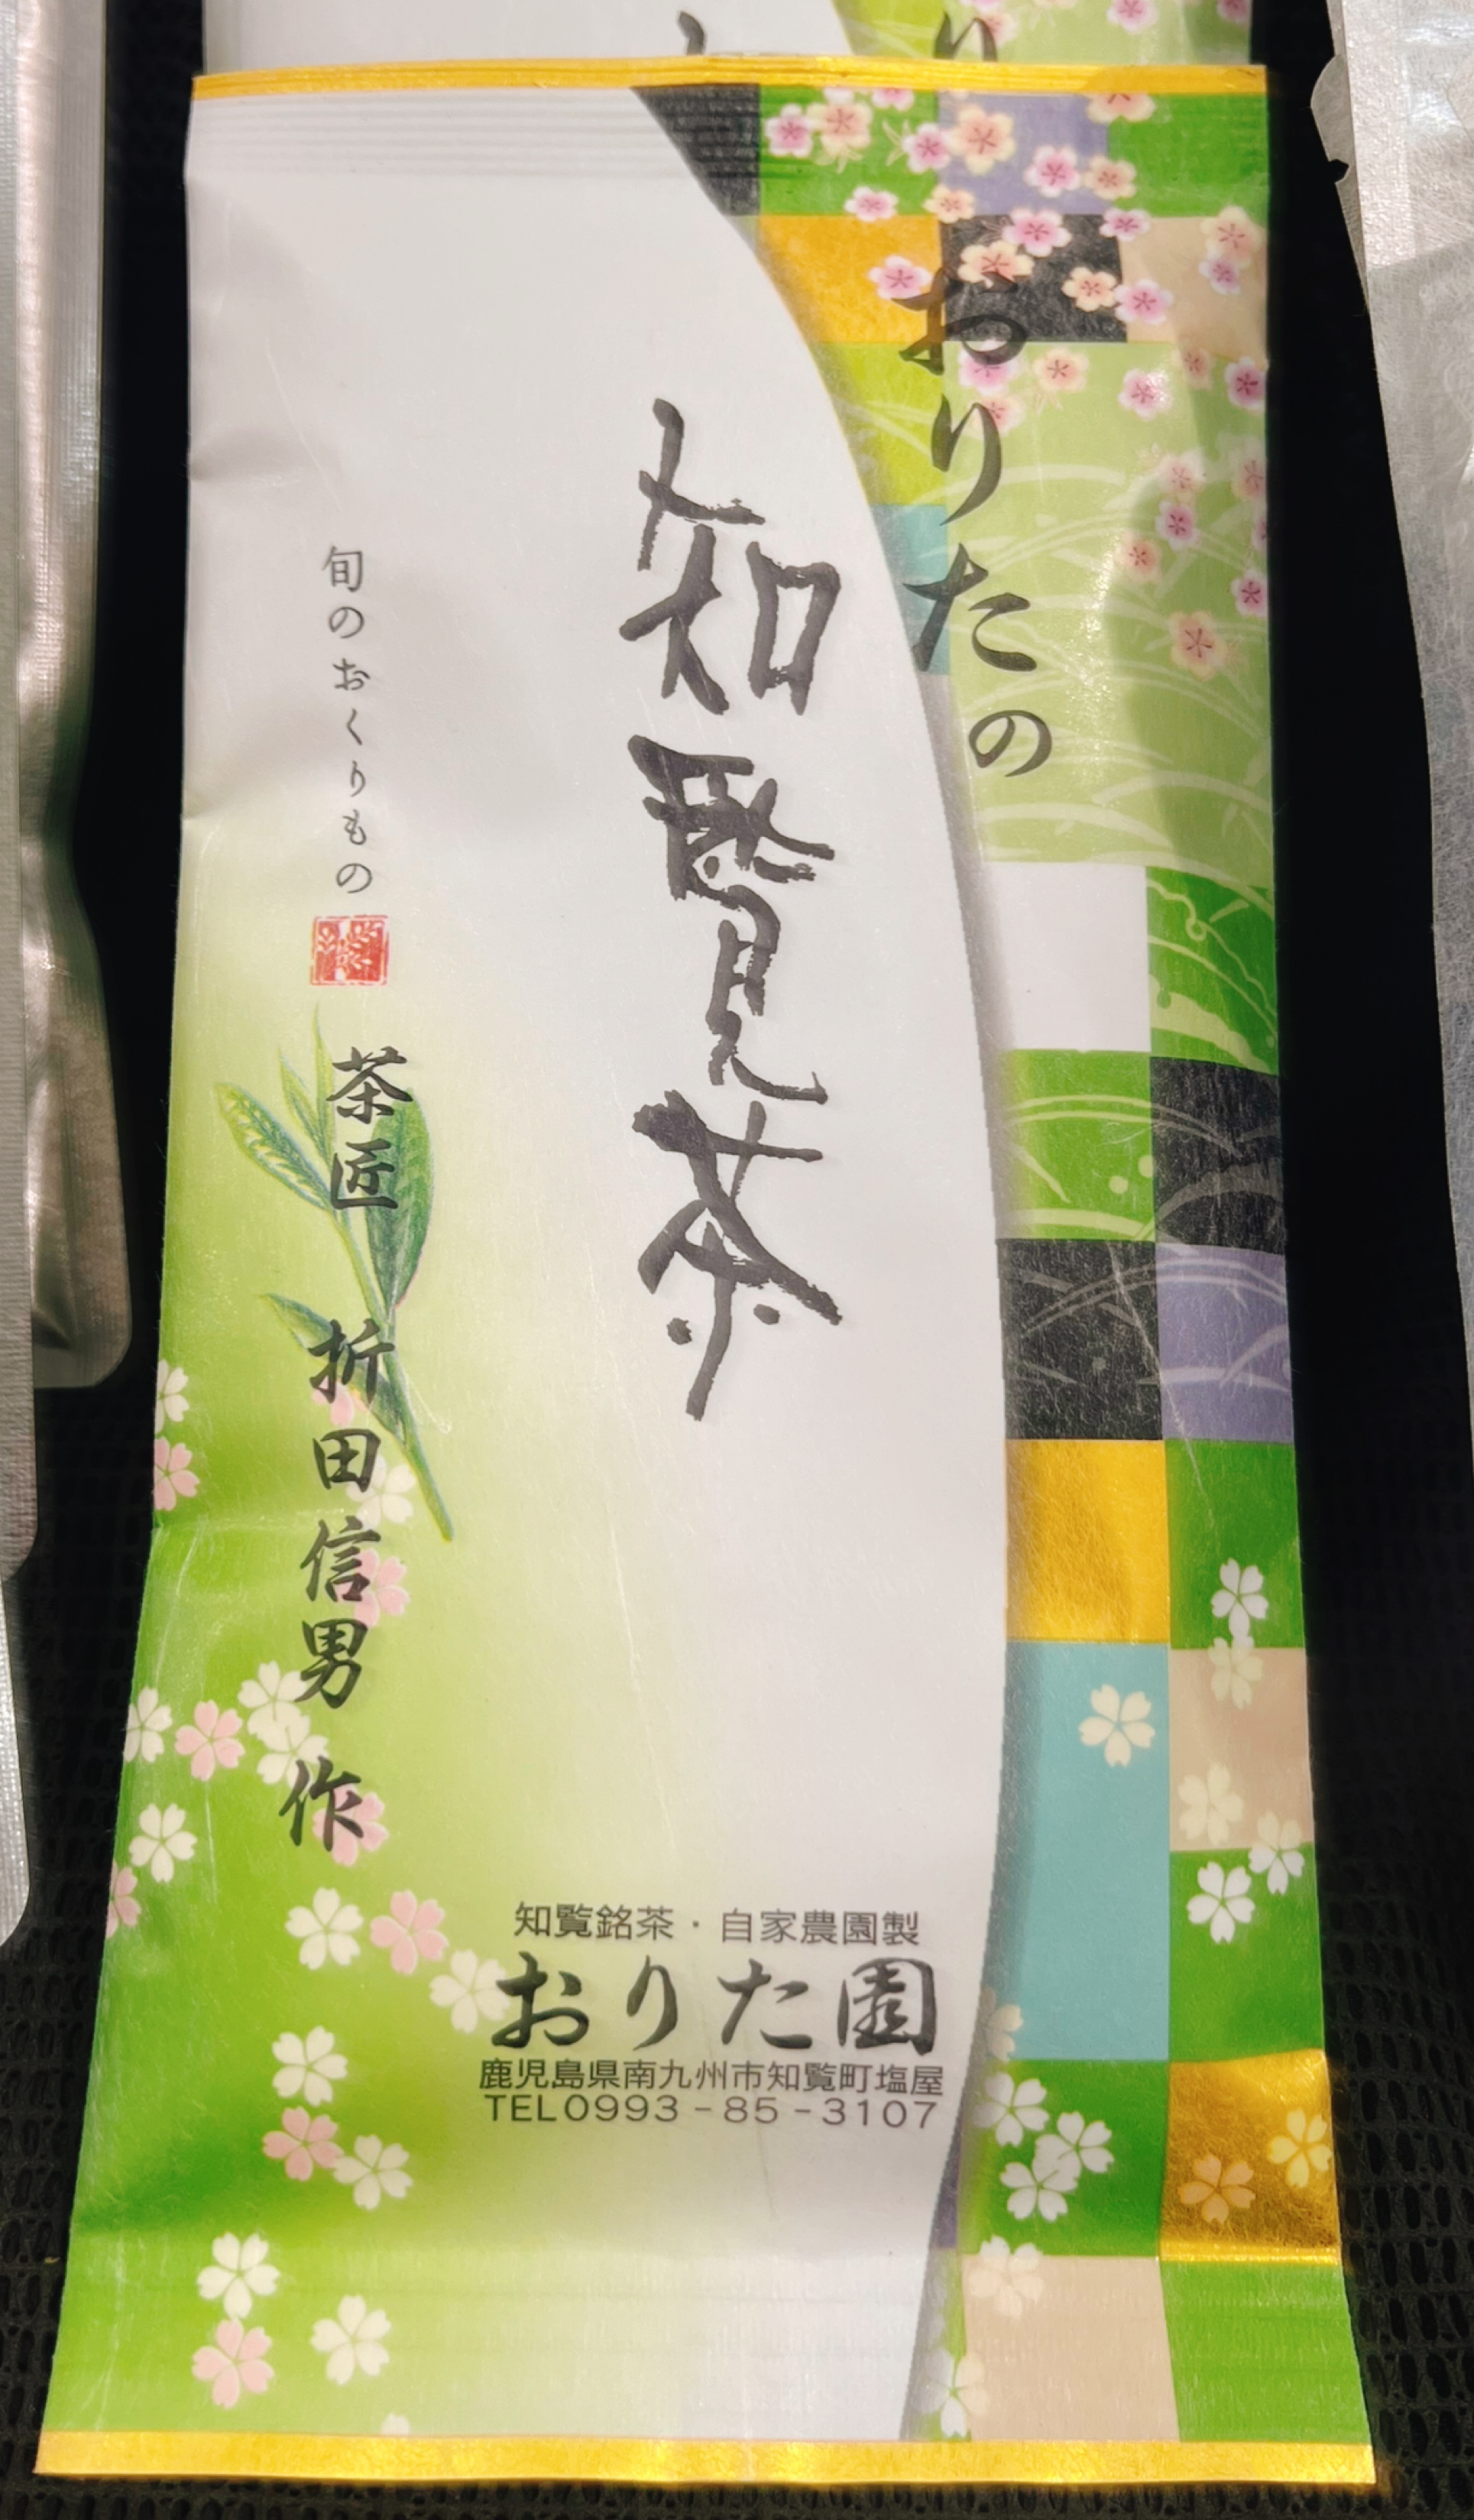 おりたの
知覧茶
旬のおくりもの
茶匠 折田信男 作
知覧銘茶・自家農園製
おりた園
鹿児島県南九州市知覧町塩屋
TEL0993-85-3107